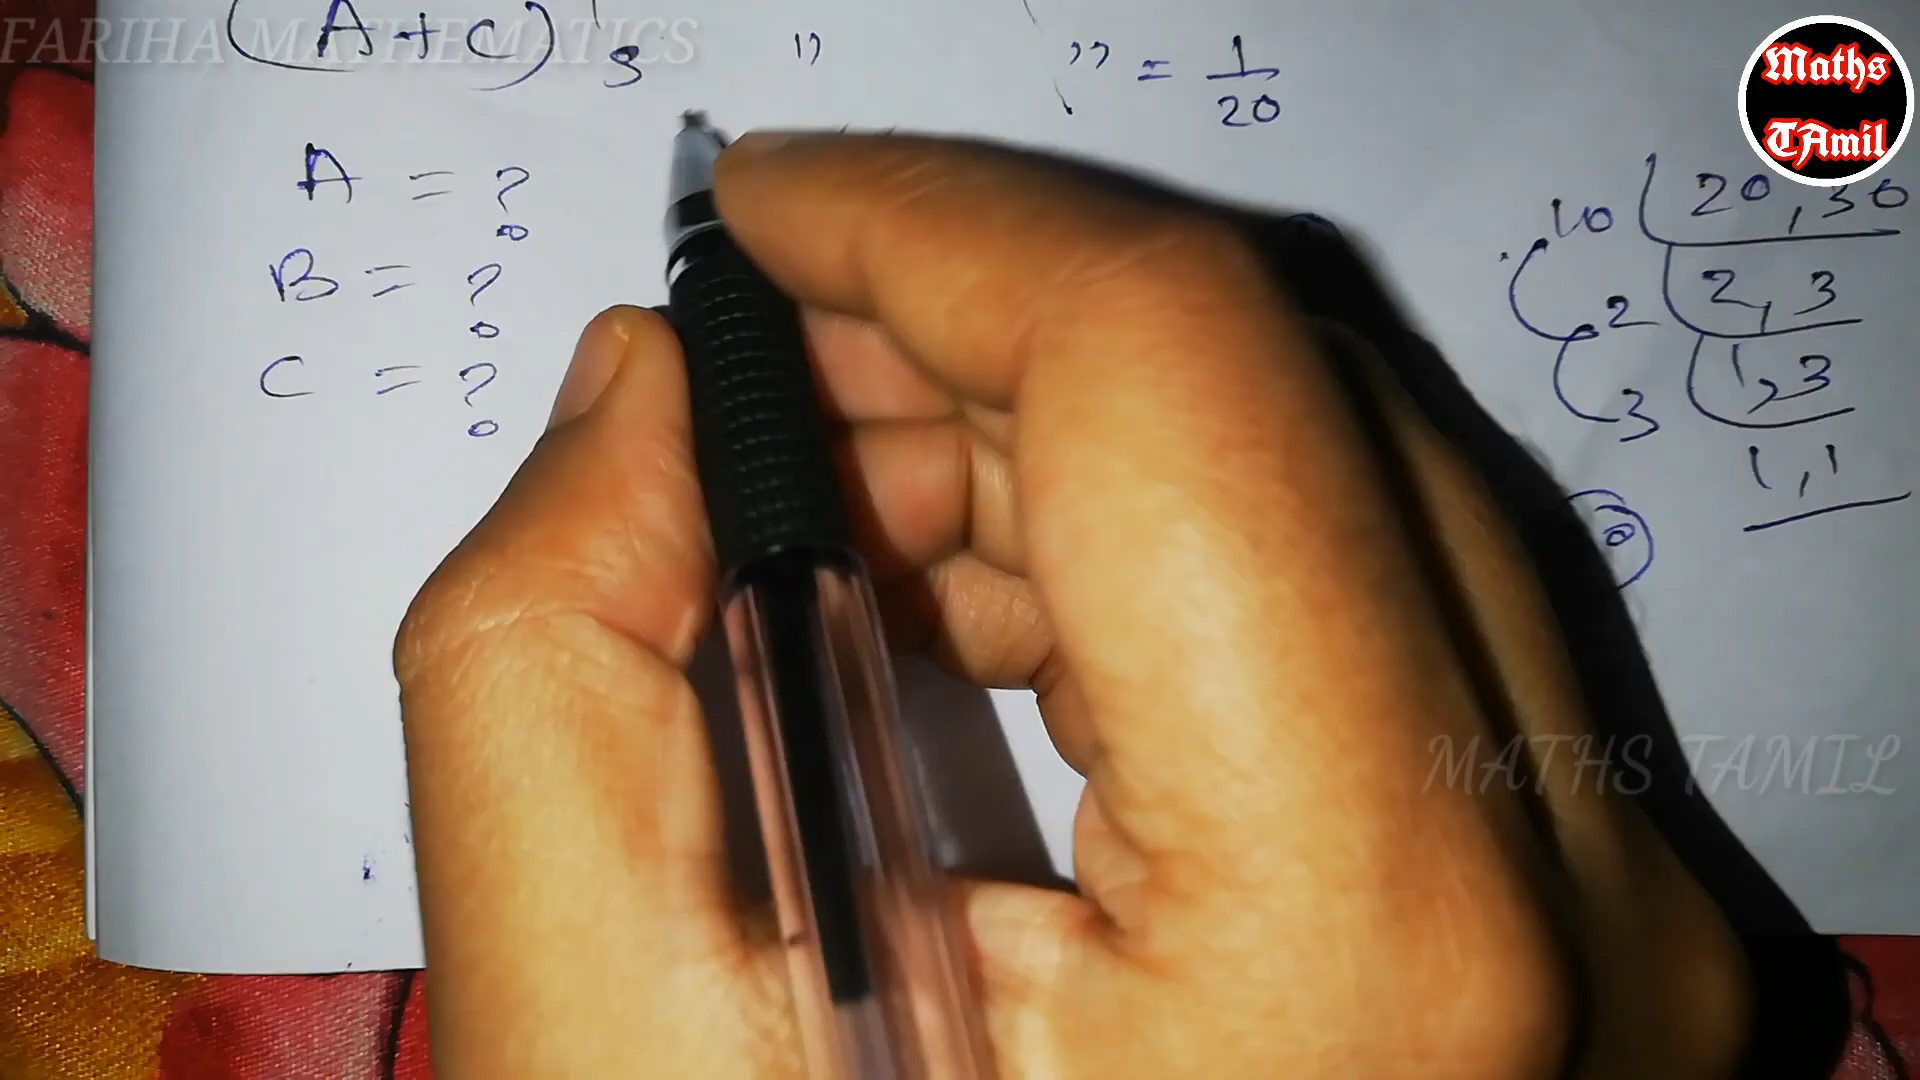 FARIHA MATHEMATICS
(A+C)'s " " = 1/20
Maths
TAmil
A = ?
B = ?
C = ?
10 | 20, 30
2 | 2, 3
3 | 1, 3
1, 1
MATHS TAMIL